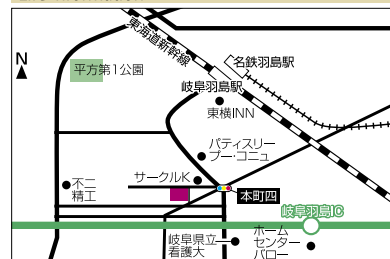 東海道新幹線
N
名鉄羽島駅
平方第1公園
岐阜羽島駅
東横INN
パティスリー
プー・コニュ
サークルK
不二
精工
本町四
岐阜羽島IC
岐阜県立
看護大
ホーム
センター
バロー